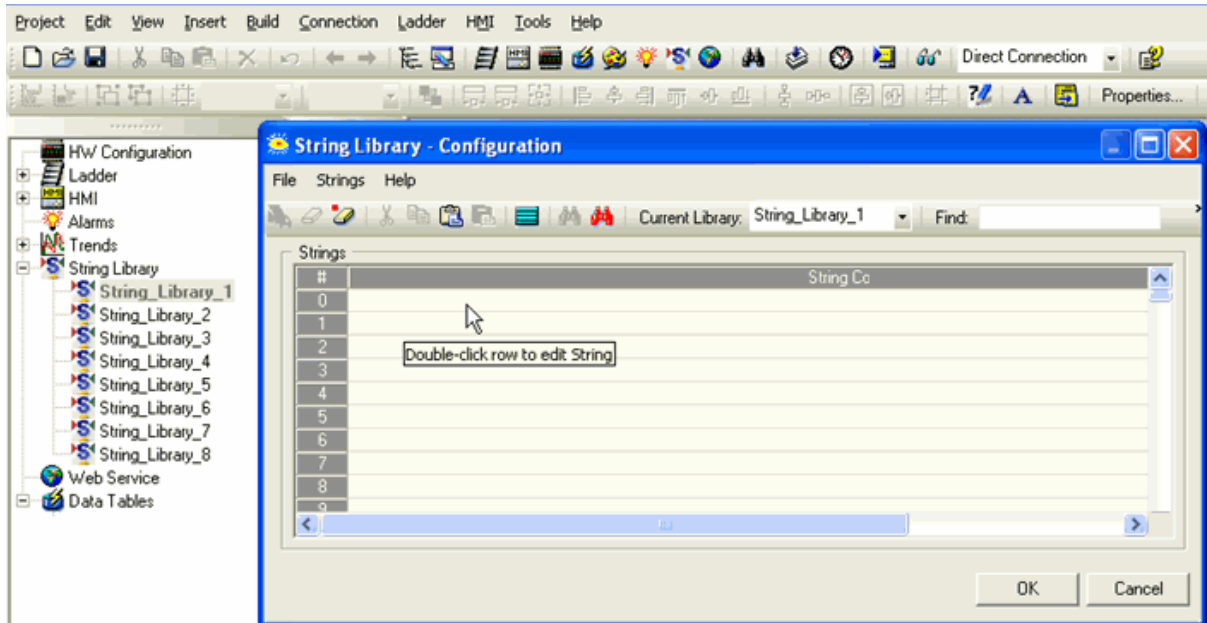 Project Edit View Insert Build Connection Ladder HMI Tools Help
Direct Connection
Properties...
HW Configuration
Ladder
HMI
Alarms
Trends
String Library
String_Library_1
String_Library_2
String_Library_3
String_Library_4
String_Library_5
String_Library_6
String_Library_7
String_Library_8
Web Service
Data Tables
String Library - Configuration
File Strings Help
Current Library: String_Library_1 Find:
Strings
# String Co
0
1
2
Double-click row to edit String
3
4
5
6
7
8
9
OK Cancel